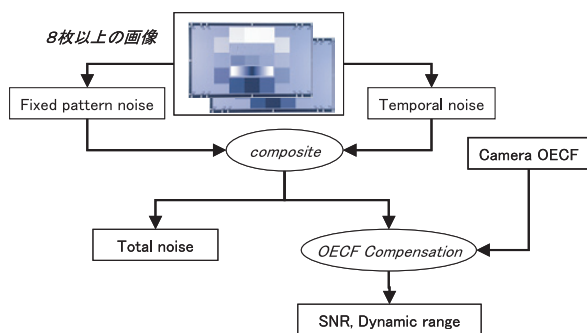 8枚以上の画像
Fixed pattern noise
Temporal noise
composite
Camera OECF
Total noise
OECF Compensation
SNR, Dynamic range